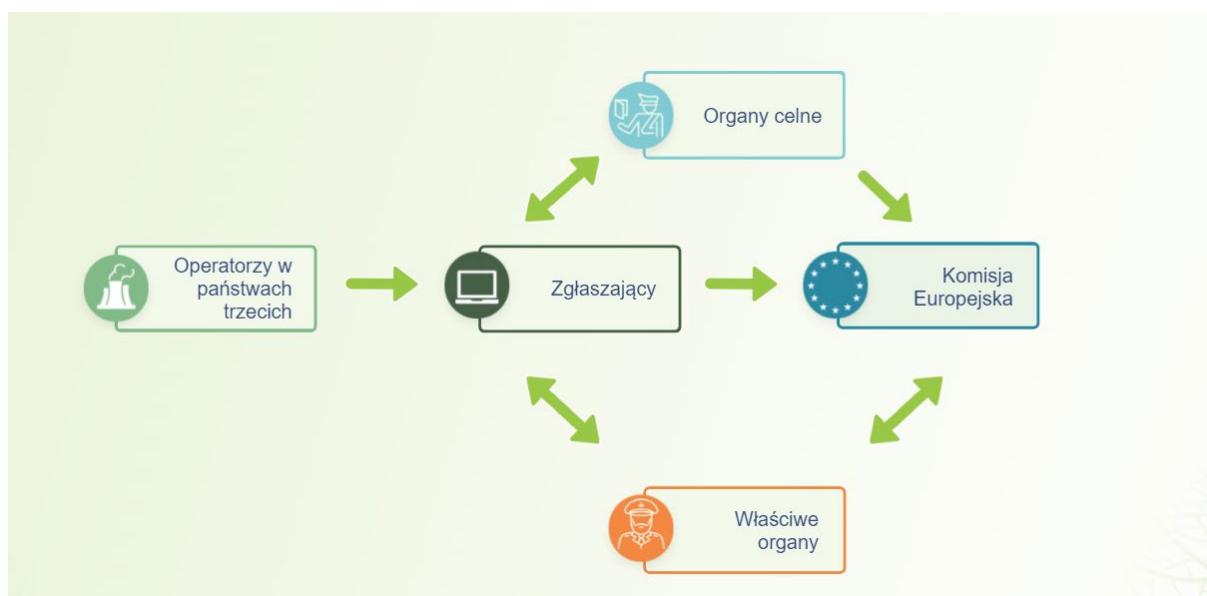 Organy celne
Operatorzy w
państwach
trzecich
Zgłaszający
Komisja
Europejska
Właściwe
organy